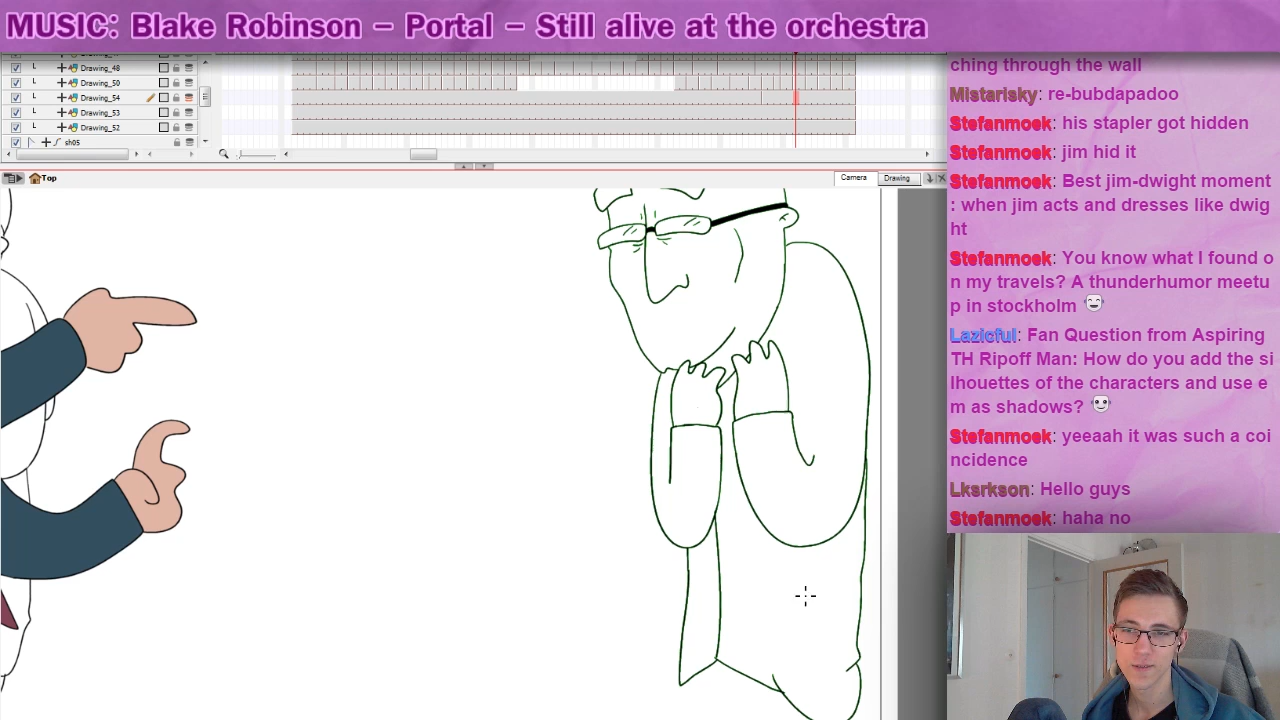 MUSIC: Blake Robinson – Portal – Still alive at the orchestra
Drawing_48
Drawing_50
Drawing_54
Drawing_53
Drawing_52
sh05
Top
Camera
Drawing
ching through the wall
Mistarisky: re-bubdapadoo
Stefanmoek: his stapler got hidden
Stefanmoek: jim hid it
Stefanmoek: Best jim-dwight moment
: when jim acts and dresses like dwig
ht
Stefanmoek: You know what I found o
n my travels? A thunderhumor meetu
p in stockholm
Lazicful: Fan Question from Aspiring
TH Ripoff Man: How do you add the si
lhouettes of the characters and use e
m as shadows?
Stefanmoek: yeeaah it was such a coi
ncidence
Lksrkson: Hello guys
Stefanmoek: haha no